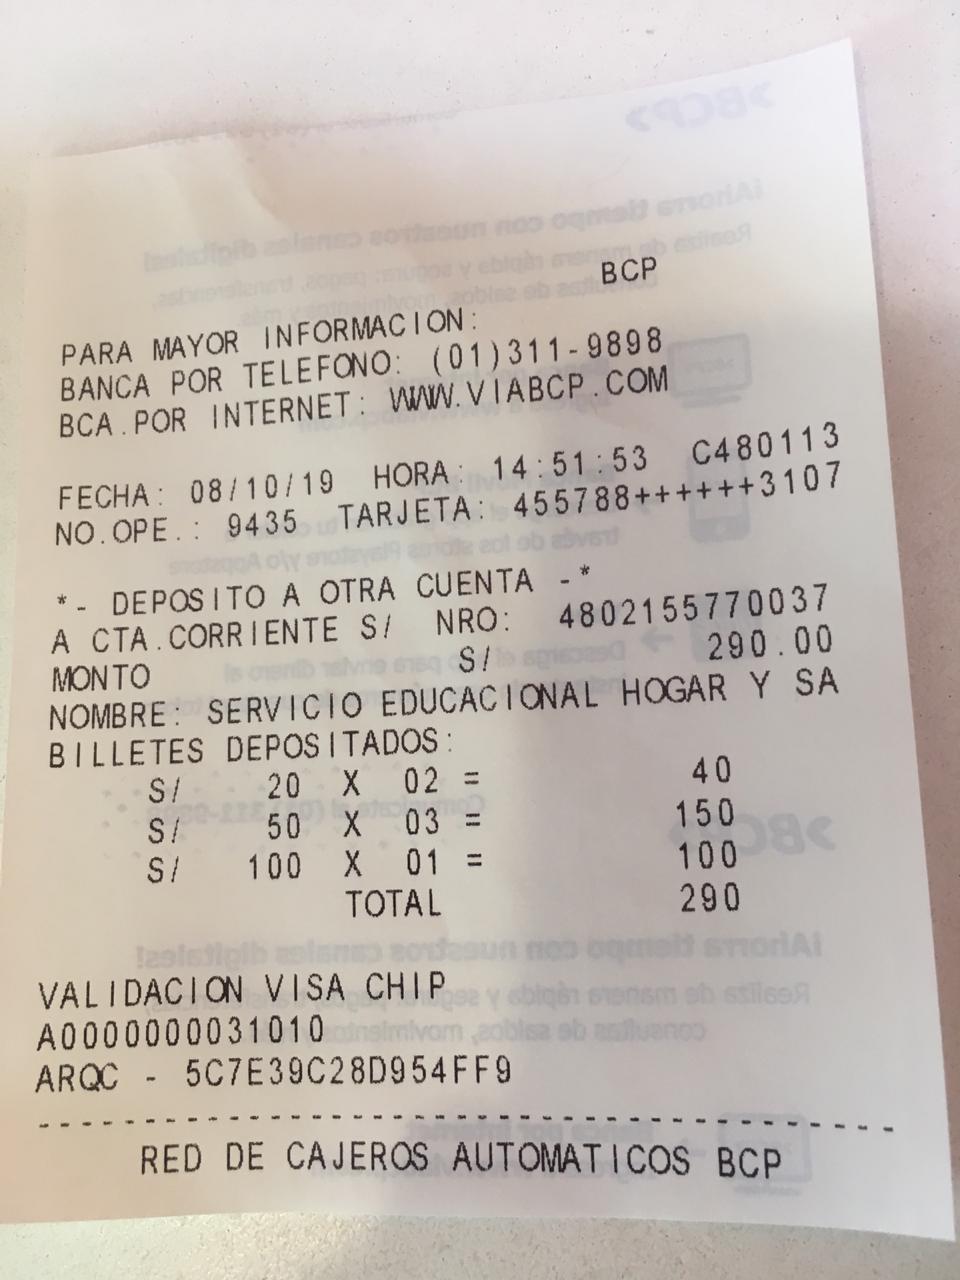 BCP
PARA MAYOR INFORMACION:
BANCA POR TELEFONO: (01)311-9898
BCA.POR INTERNET: WWW.VIABCP.COM
FECHA: 08/10/19 HORA: 14:51:53 C480113
NO.OPE.: 9435 TARJETA: 455788++++++3107
*- DEPOSITO A OTRA CUENTA -*
A CTA.CORRIENTE S/ NRO: 4802155770037
MONTO S/ 290.00
NOMBRE: SERVICIO EDUCACIONAL HOGAR Y SA
BILLETES DEPOSITADOS:
S/ 20 X 02 = 40
S/ 50 X 03 = 150
S/ 100 X 01 = 100
TOTAL 290
VALIDACION VISA CHIP
A0000000031010
ARQC - 5C7E39C28D954FF9
--------------------------------------
RED DE CAJEROS AUTOMATICOS BCP